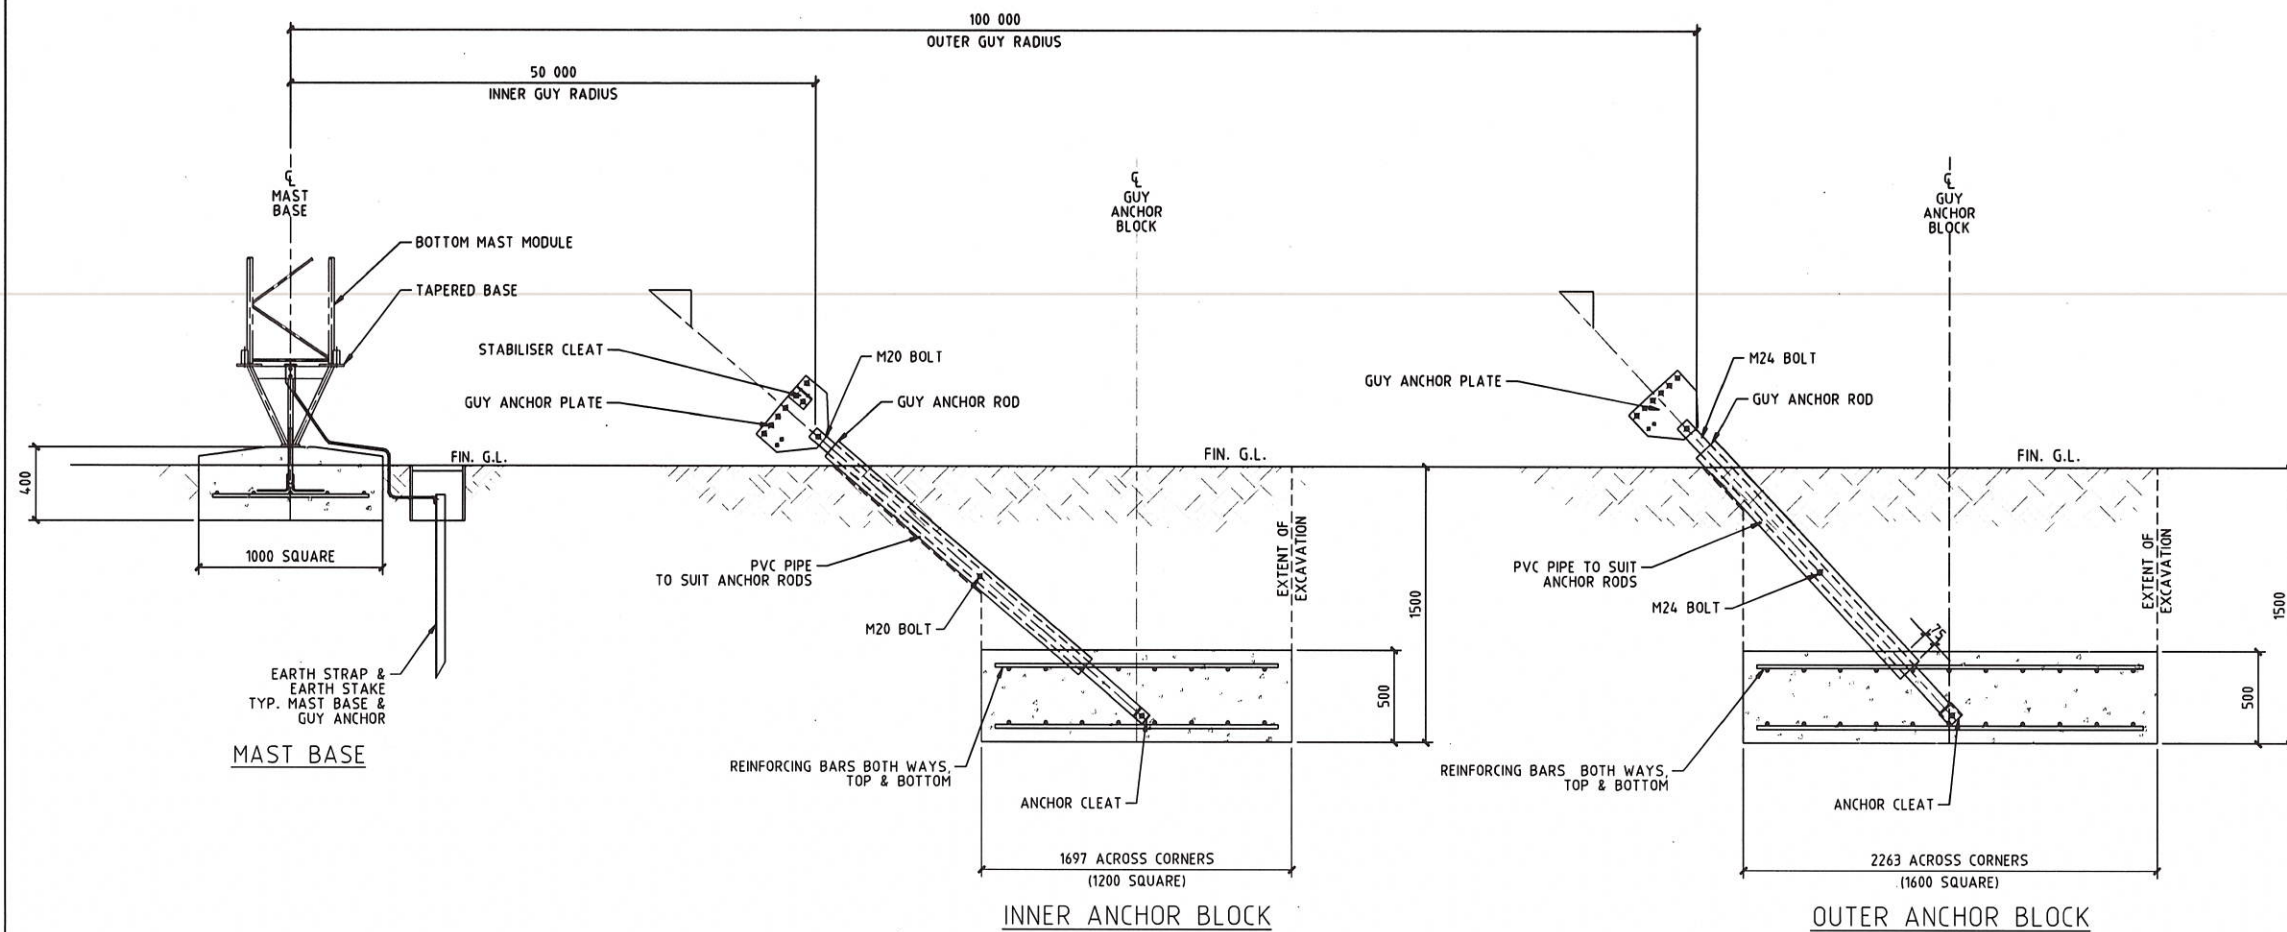 100 000
OUTER GUY RADIUS
50 000
INNER GUY RADIUS
℄
MAST
BASE
℄
GUY
ANCHOR
BLOCK
℄
GUY
ANCHOR
BLOCK
BOTTOM MAST MODULE
TAPERED BASE
STABILISER CLEAT
M20 BOLT
GUY ANCHOR PLATE
GUY ANCHOR ROD
GUY ANCHOR PLATE
M24 BOLT
GUY ANCHOR ROD
400
FIN. G.L.
FIN. G.L.
FIN. G.L.
1000 SQUARE
PVC PIPE
TO SUIT ANCHOR RODS
M20 BOLT
EXTENT OF
EXCAVATION
1500
PVC PIPE TO SUIT
ANCHOR RODS
M24 BOLT
75
EXTENT OF
EXCAVATION
1500
EARTH STRAP &
EARTH STAKE
TYP. MAST BASE &
GUY ANCHOR
MAST BASE
500
500
REINFORCING BARS BOTH WAYS,
TOP & BOTTOM
ANCHOR CLEAT
REINFORCING BARS BOTH WAYS,
TOP & BOTTOM
ANCHOR CLEAT
1697 ACROSS CORNERS
(1200 SQUARE)
2263 ACROSS CORNERS
(1600 SQUARE)
INNER ANCHOR BLOCK
OUTER ANCHOR BLOCK